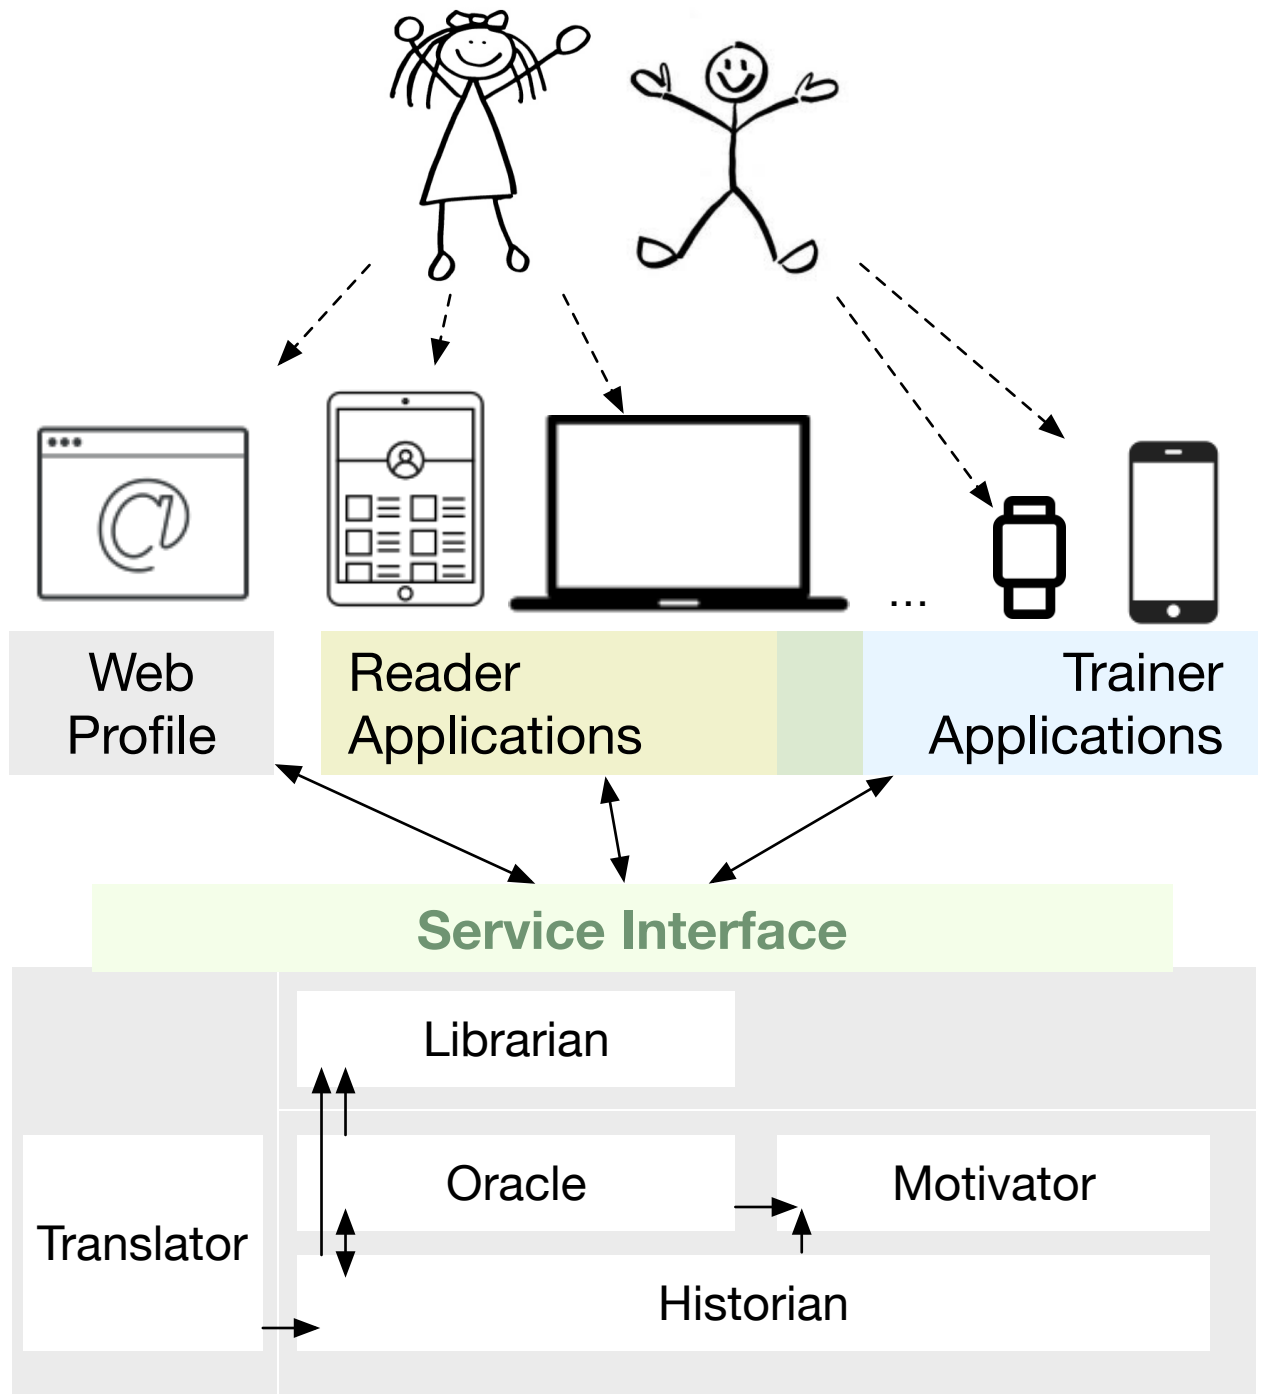 @
...
Web
Profile
Reader
Applications
Trainer
Applications
Service Interface
Librarian
Oracle
Motivator
Translator
Historian